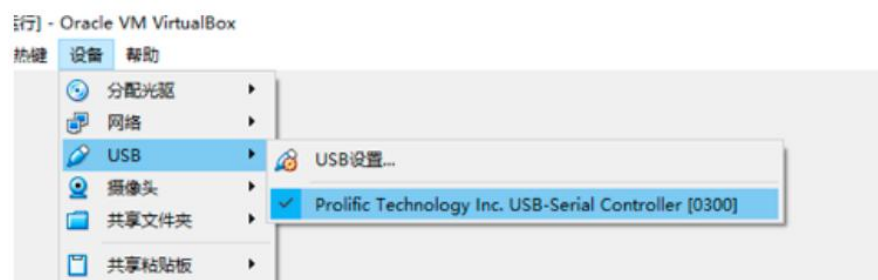 运行] - Oracle VM VirtualBox
热键 设备 帮助
分配光驱
网络
USB
USB设置...
摄像头
Prolific Technology Inc. USB-Serial Controller [0300]
共享文件夹
共享粘贴板